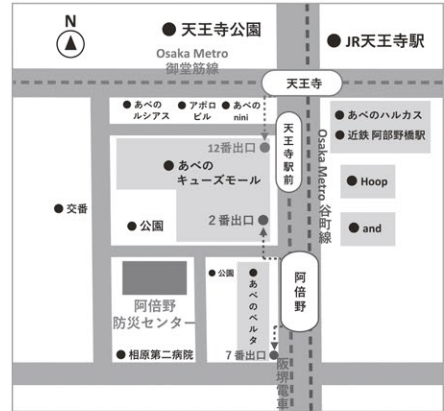 N
天王寺公園
JR天王寺駅
Osaka Metro
御堂筋線
天王寺
あべの
ルシアス
アポロ
ビル
あべの
nini
天王寺駅前
あべのハルカス
近鉄 阿部野橋駅
12番出口
あべの
キューズモール
Osaka Metro 谷町線
Hoop
交番
公園
2番出口
and
阿倍野
防災センター
公園
あべのベルタ
阿倍野
相原第二病院
7番出口
阪堺電車